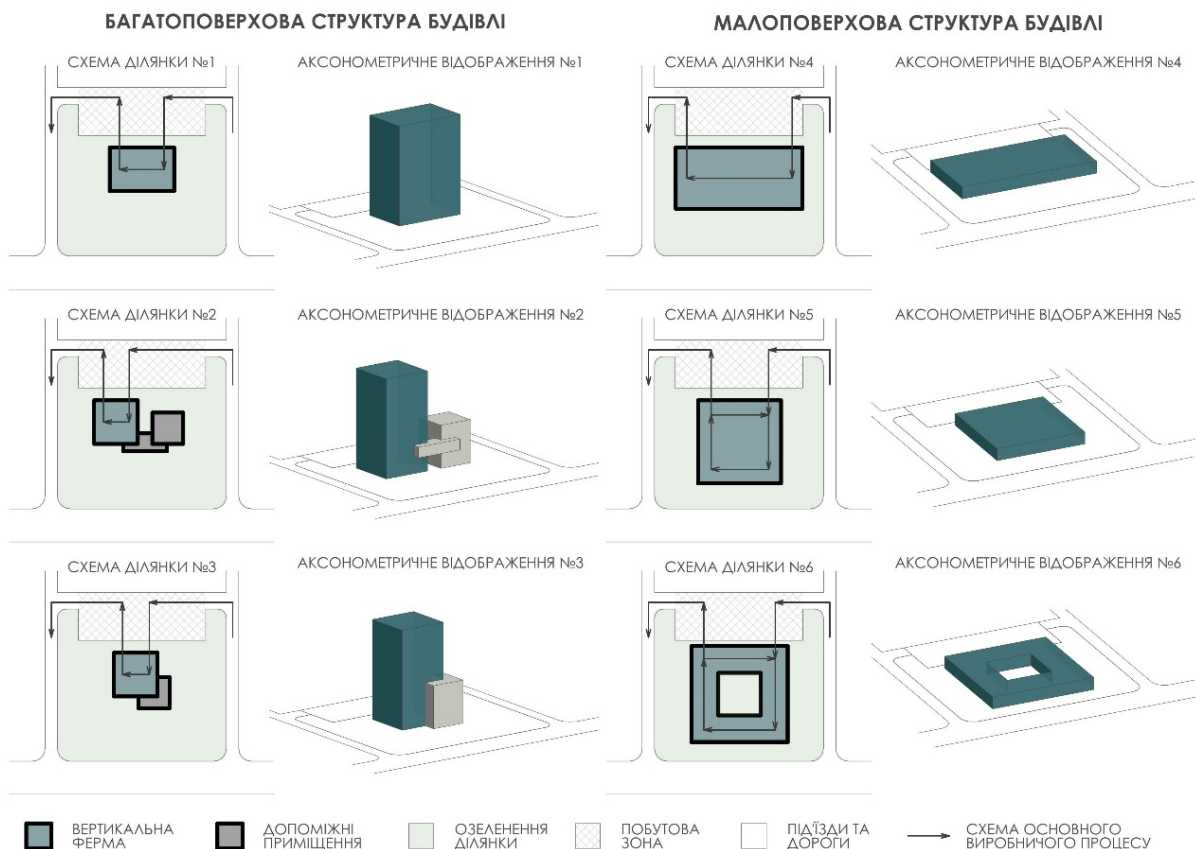 БАГАТОПОВЕРХОВА СТРУКТУРА БУДІВЛІ
МАЛОПОВЕРХОВА СТРУКТУРА БУДІВЛІ
СХЕМА ДІЛЯНКИ №1
АКСОНОМЕТРИЧНЕ ВІДОБРАЖЕННЯ №1
СХЕМА ДІЛЯНКИ №4
АКСОНОМЕТРИЧНЕ ВІДОБРАЖЕННЯ №4
СХЕМА ДІЛЯНКИ №2
АКСОНОМЕТРИЧНЕ ВІДОБРАЖЕННЯ №2
СХЕМА ДІЛЯНКИ №5
АКСОНОМЕТРИЧНЕ ВІДОБРАЖЕННЯ №5
СХЕМА ДІЛЯНКИ №3
АКСОНОМЕТРИЧНЕ ВІДОБРАЖЕННЯ №3
СХЕМА ДІЛЯНКИ №6
АКСОНОМЕТРИЧНЕ ВІДОБРАЖЕННЯ №6
ВЕРТИКАЛЬНА
ФЕРМА
ДОПОМІЖНІ
ПРИМІЩЕННЯ
ОЗЕЛЕНЕННЯ
ДІЛЯНКИ
ПОБУТОВА
ЗОНА
ПІД'ЇЗДИ ТА
ДОРОГИ
СХЕМА ОСНОВНОГО
ВИРОБНИЧОГО ПРОЦЕСУ